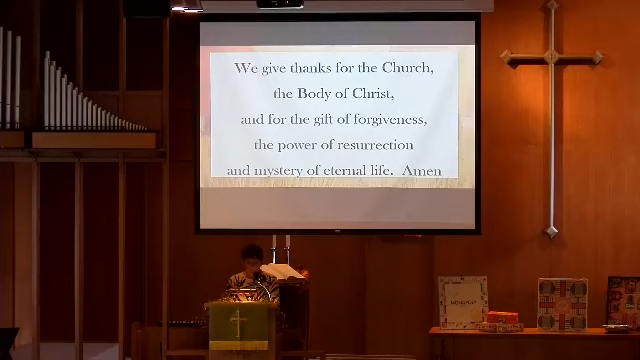 We give thanks for the Church,
the Body of Christ,
and for the gift of forgiveness,
the power of resurrection
and mystery of eternal life.  Amen
MONOPOLY